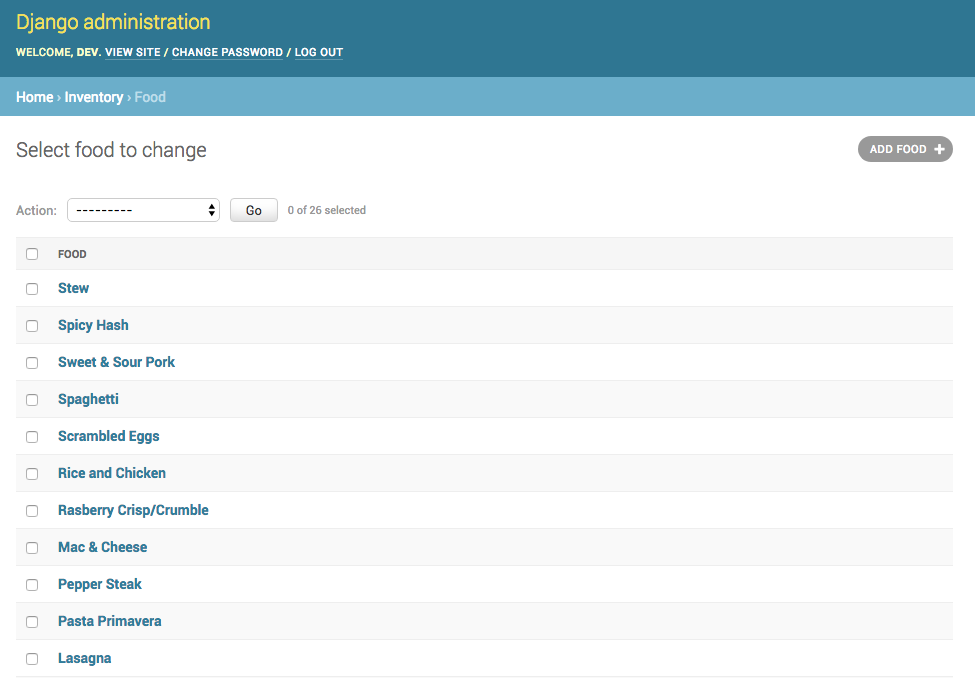 Django administration
WELCOME, DEV. VIEW SITE / CHANGE PASSWORD / LOG OUT
Home › Inventory › Food
Select food to change
ADD FOOD +
Action: --------- Go 0 of 26 selected
FOOD
Stew
Spicy Hash
Sweet & Sour Pork
Spaghetti
Scrambled Eggs
Rice and Chicken
Rasberry Crisp/Crumble
Mac & Cheese
Pepper Steak
Pasta Primavera
Lasagna